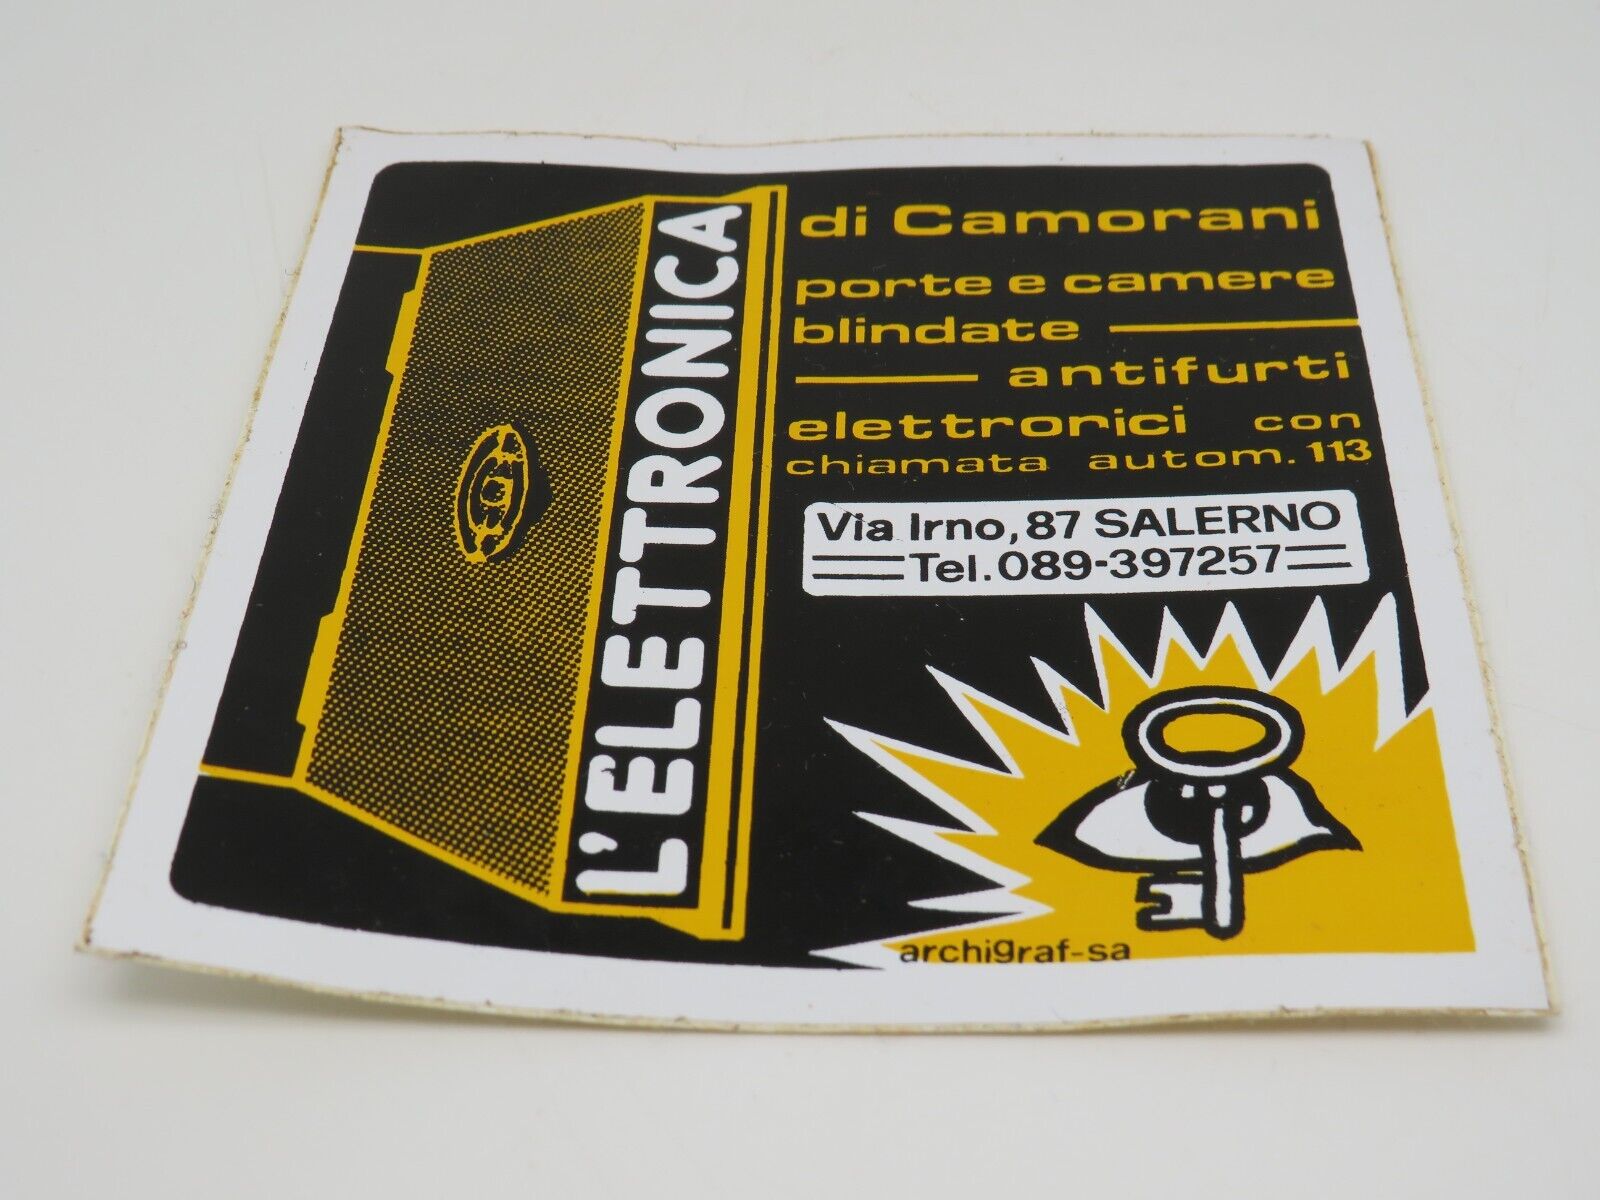 L'ELETTRONICA
di Camorani
porte e camere
blindate
antifurti
elettronici con
chiamata autom. 113
Via Irno, 87 SALERNO
Tel. 089-397257
archigraf-sa